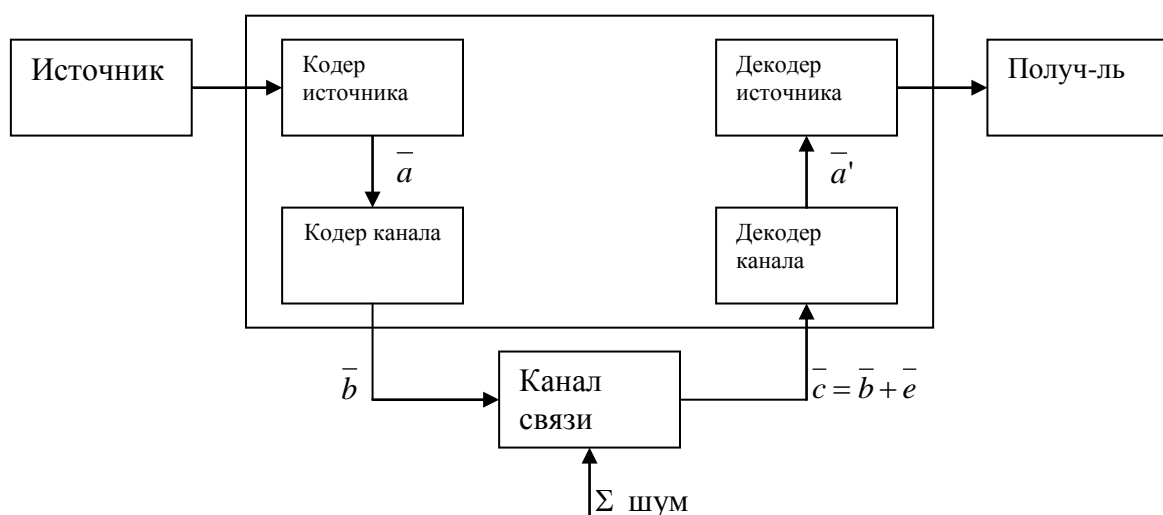 Источник
Кодер
источника
Декодер
источника
Получ-ль
a̅
a̅'
Кодер канала
Декодер
канала
b̅
Канал
связи
c̅ = b̅ + e̅
Σ шум